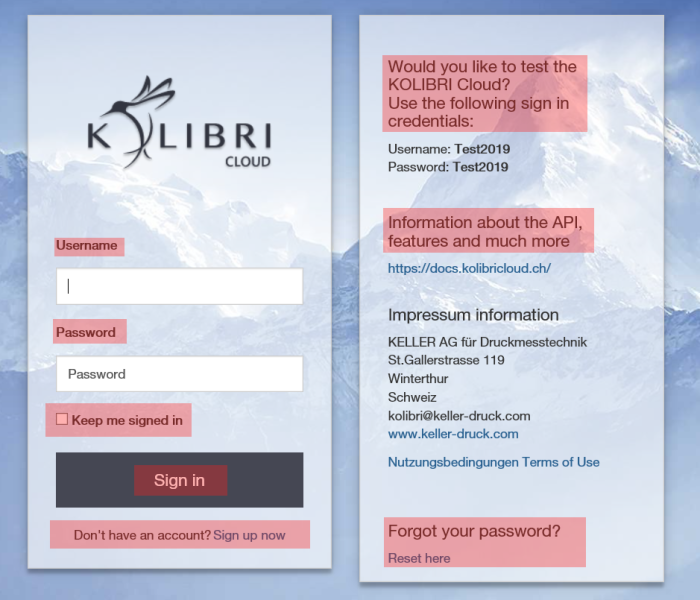 KOLIBRI
CLOUD
Username
Password
Password
Keep me signed in
Sign in
Don't have an account? Sign up now
Would you like to test the
KOLIBRI Cloud?
Use the following sign in
credentials:
Username: Test2019
Password: Test2019
Information about the API,
features and much more
https://docs.kolibricloud.ch/
Impressum information
KELLER AG für Druckmesstechnik
St.Gallerstrasse 119
Winterthur
Schweiz
kolibri@keller-druck.com
www.keller-druck.com
Nutzungsbedingungen Terms of Use
Forgot your password?
Reset here